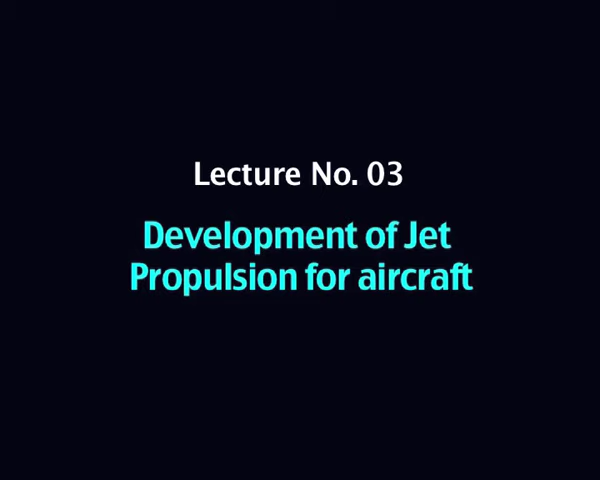 Lecture No. 03
Development of Jet
Propulsion for aircraft